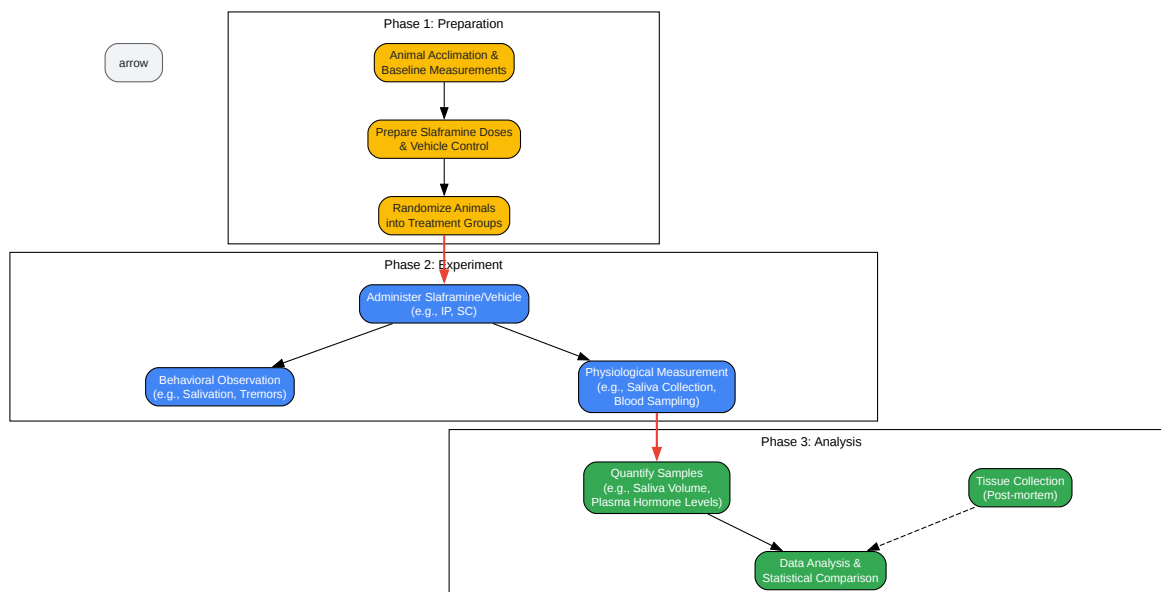 Phase 1: Preparation
arrow
Animal Acclimation &
Baseline Measurements
Prepare Slaframine Doses
& Vehicle Control
Randomize Animals
into Treatment Groups
Phase 2: Experiment
Administer Slaframine/Vehicle
(e.g., IP, SC)
Behavioral Observation
(e.g., Salivation, Tremors)
Physiological Measurement
(e.g., Saliva Collection,
Blood Sampling)
Phase 3: Analysis
Quantify Samples
(e.g., Saliva Volume,
Plasma Hormone Levels)
Tissue Collection
(Post-mortem)
Data Analysis &
Statistical Comparison